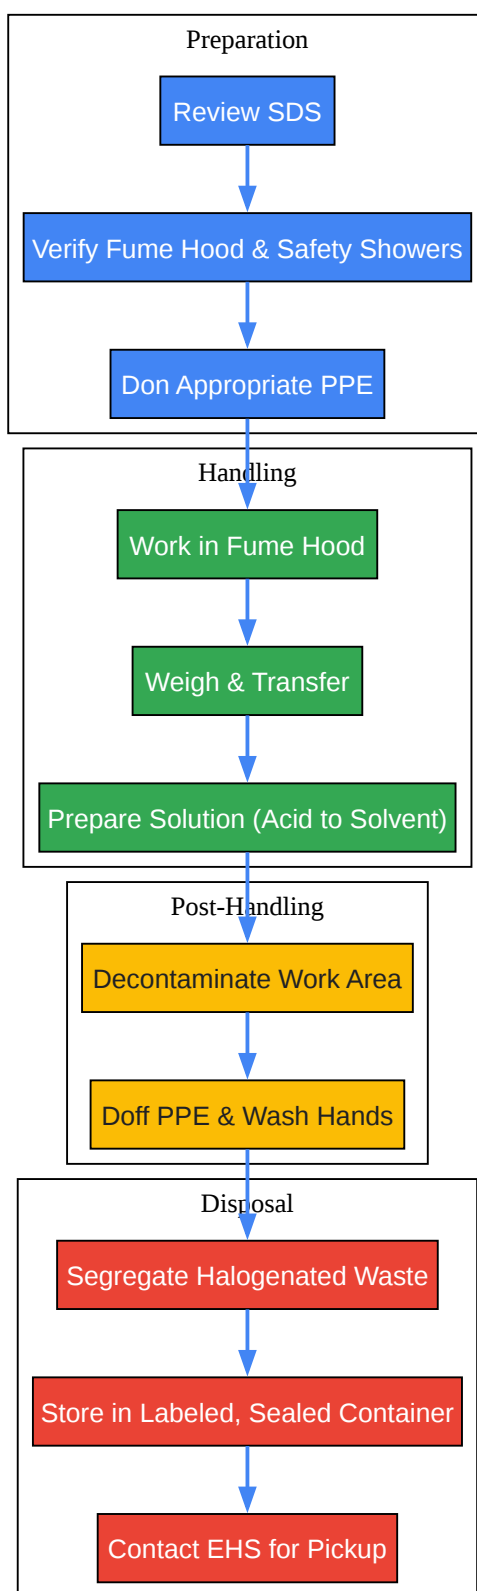 Preparation
Review SDS
Verify Fume Hood & Safety Showers
Don Appropriate PPE
Handling
Work in Fume Hood
Weigh & Transfer
Prepare Solution (Acid to Solvent)
Post-Handling
Decontaminate Work Area
Doff PPE & Wash Hands
Disposal
Segregate Halogenated Waste
Store in Labeled, Sealed Container
Contact EHS for Pickup